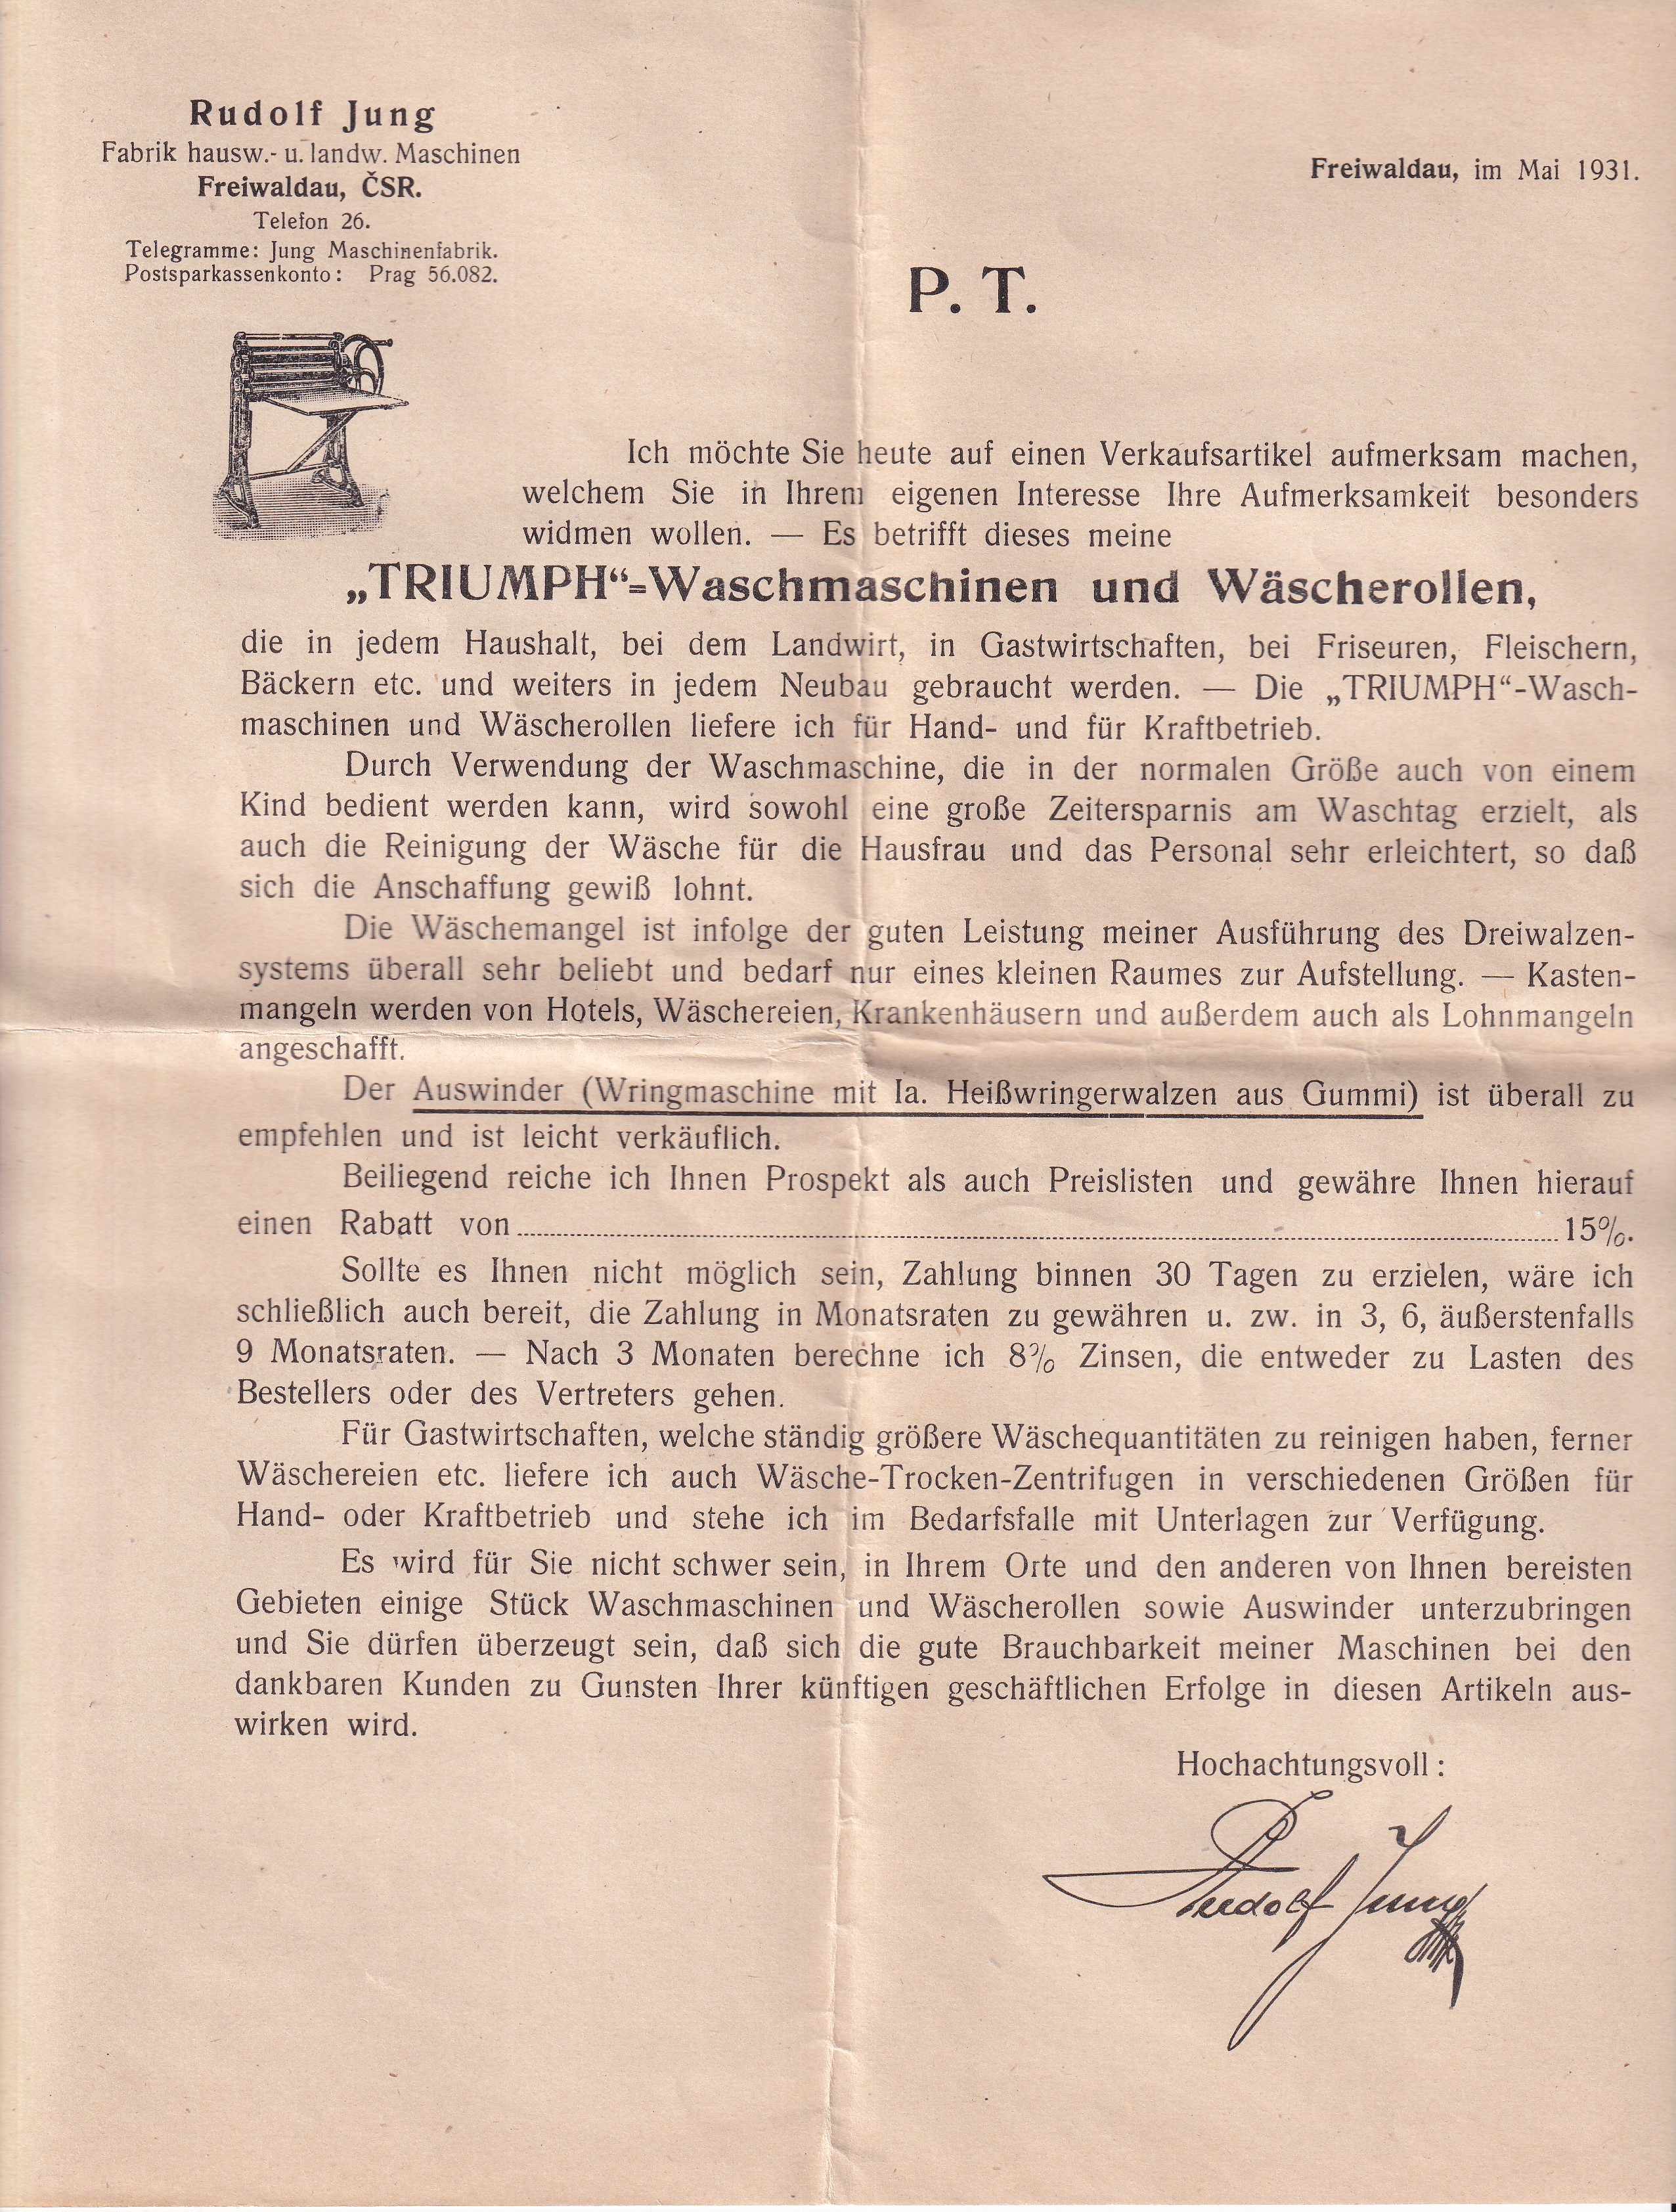 Rudolf Jung
Fabrik hausw.- u. landw. Maschinen
Freiwaldau, ČSR.
Telefon 26.
Telegramme: Jung Maschinenfabrik.
Postsparkassenkonto: Prag 56.082.
Freiwaldau, im Mai 1931.
P. T.
Ich möchte Sie heute auf einen Verkaufsartikel aufmerksam machen,
welchem Sie in Ihrem eigenen Interesse Ihre Aufmerksamkeit besonders
widmen wollen. — Es betrifft dieses meine
„TRIUMPH“-Waschmaschinen und Wäscherollen,
die in jedem Haushalt, bei dem Landwirt, in Gastwirtschaften, bei Friseuren, Fleischern,
Bäckern etc. und weiters in jedem Neubau gebraucht werden. — Die „TRIUMPH“-Wasch-
maschinen und Wäscherollen liefere ich für Hand- und für Kraftbetrieb.
Durch Verwendung der Waschmaschine, die in der normalen Größe auch von einem
Kind bedient werden kann, wird sowohl eine große Zeitersparnis am Waschtag erzielt, als
auch die Reinigung der Wäsche für die Hausfrau und das Personal sehr erleichtert, so daß
sich die Anschaffung gewiß lohnt.
Die Wäschemangel ist infolge der guten Leistung meiner Ausführung des Dreiwalzen-
systems überall sehr beliebt und bedarf nur eines kleinen Raumes zur Aufstellung. — Kasten-
mangeln werden von Hotels, Wäschereien, Krankenhäusern und außerdem auch als Lohnmangeln
angeschafft.
Der Auswinder (Wringmaschine mit Ia. Heißwringerwalzen aus Gummi) ist überall zu
empfehlen und ist leicht verkäuflich.
Beiliegend reiche ich Ihnen Prospekt als auch Preislisten und gewähre Ihnen hierauf
einen Rabatt von ........ 15%.
Sollte es Ihnen nicht möglich sein, Zahlung binnen 30 Tagen zu erzielen, wäre ich
schließlich auch bereit, die Zahlung in Monatsraten zu gewähren u. zw. in 3, 6, äußerstenfalls
9 Monatsraten. — Nach 3 Monaten berechne ich 8% Zinsen, die entweder zu Lasten des
Bestellers oder des Vertreters gehen.
Für Gastwirtschaften, welche ständig größere Wäschequantitäten zu reinigen haben, ferner
Wäschereien etc. liefere ich auch Wäsche-Trocken-Zentrifugen in verschiedenen Größen für
Hand- oder Kraftbetrieb und stehe ich im Bedarfsfalle mit Unterlagen zur Verfügung.
Es wird für Sie nicht schwer sein, in Ihrem Orte und den anderen von Ihnen bereisten
Gebieten einige Stück Waschmaschinen und Wäscherollen sowie Auswinder unterzubringen
und Sie dürfen überzeugt sein, daß sich die gute Brauchbarkeit meiner Maschinen bei den
dankbaren Kunden zu Gunsten Ihrer künftigen geschäftlichen Erfolge in diesen Artikeln aus-
wirken wird.
Hochachtungsvoll:
Rudolf Jung